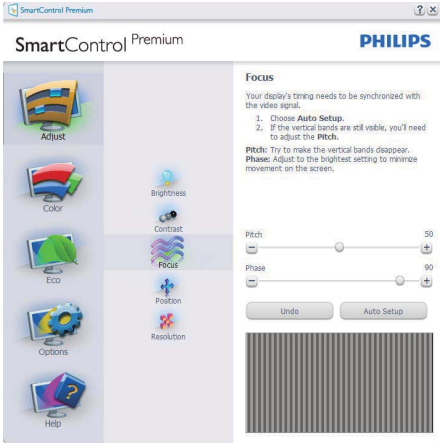 SmartControl Premium
SmartControl Premium
PHILIPS
Adjust
Color
Eco
Options
Help
Brightness
Contrast
Focus
Position
Resolution
Focus
Your display's timing needs to be synchronized with
the video signal.
1. Choose Auto Setup.
2. If the vertical bands are still visible, you'll need
to adjust the Pitch.
Pitch: Try to make the vertical bands disappear.
Phase: Adjust to the brightest setting to minimize
movement on the screen.
Pitch 50
Phase 90
Undo Auto Setup